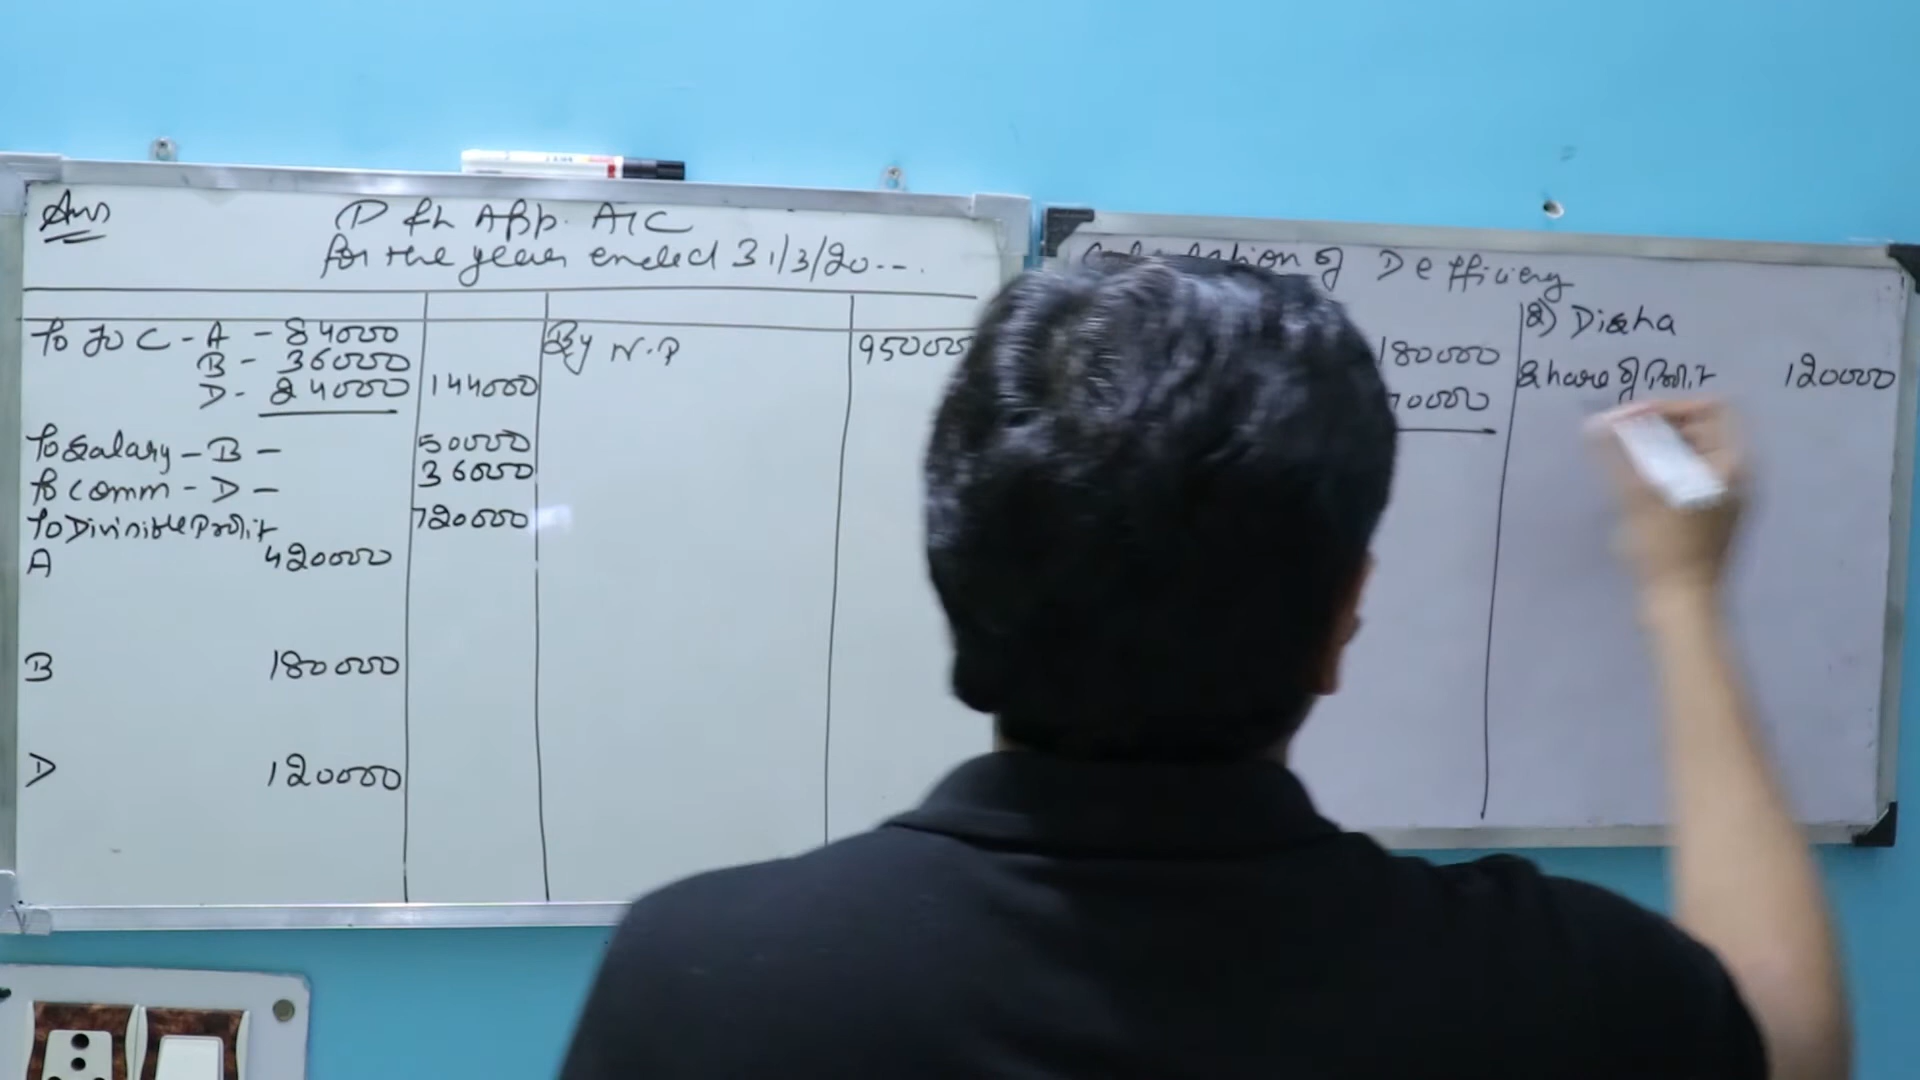 Ans
P & L App. A/C
for the year ended 31/3/20--.
To IOC - A - 84000
B - 36000
D - 24000 144000
To Salary - B - 50000
To Comm - D - 36000
To Divisible Profit 720000
A 420000
B 180000
D 120000
By N.P 950000
of Defficiency
180000
70000
2) Disha
Share of Profit 120000